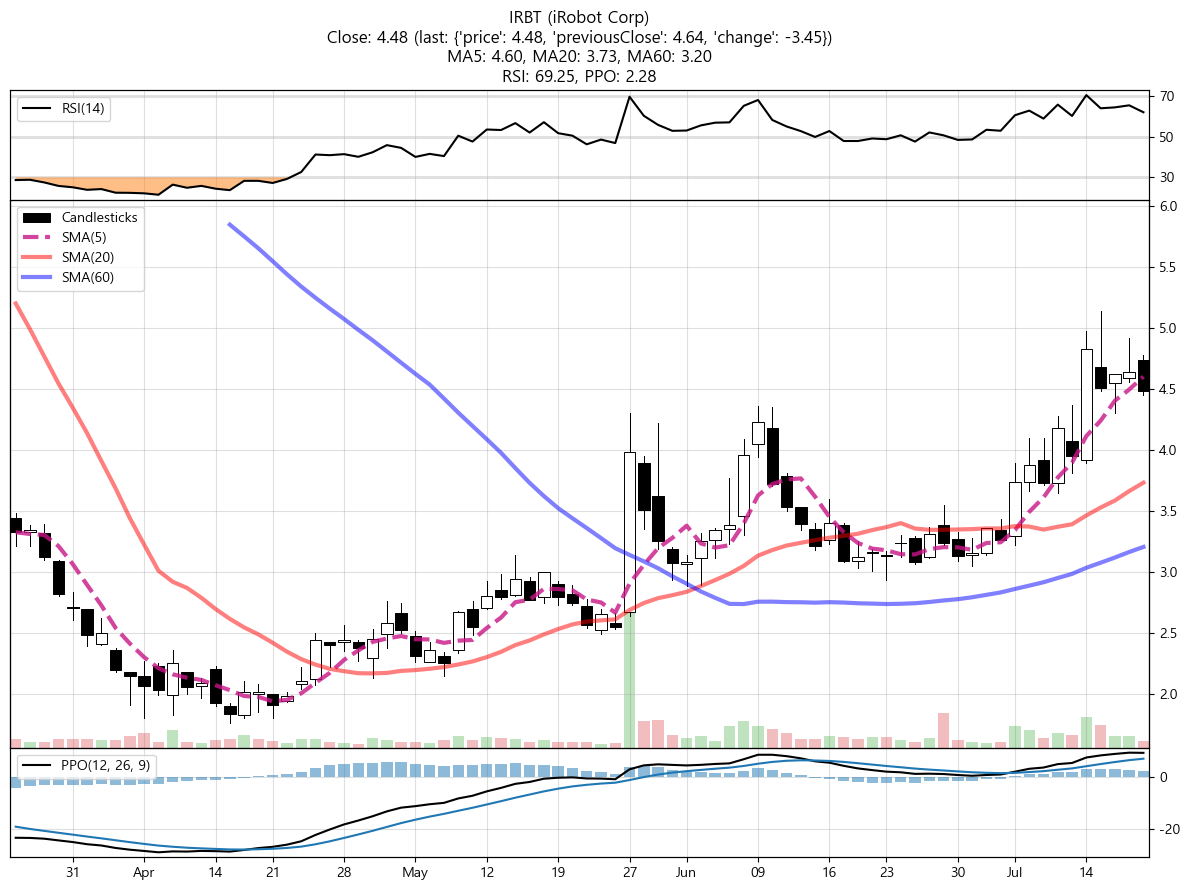 IRBT (iRobot Corp)
Close: 4.48 (last: {'price': 4.48, 'previousClose': 4.64, 'change': -3.45})
MA5: 4.60, MA20: 3.73, MA60: 3.20
RSI: 69.25, PPO: 2.28
RSI(14)
70
50
30
Candlesticks
SMA(5)
SMA(20)
SMA(60)
6.0
5.5
5.0
4.5
4.0
3.5
3.0
2.5
2.0
PPO(12, 26, 9)
0
-20
31 Apr 14 21 28 May 12 19 27 Jun 09 16 23 30 Jul 14